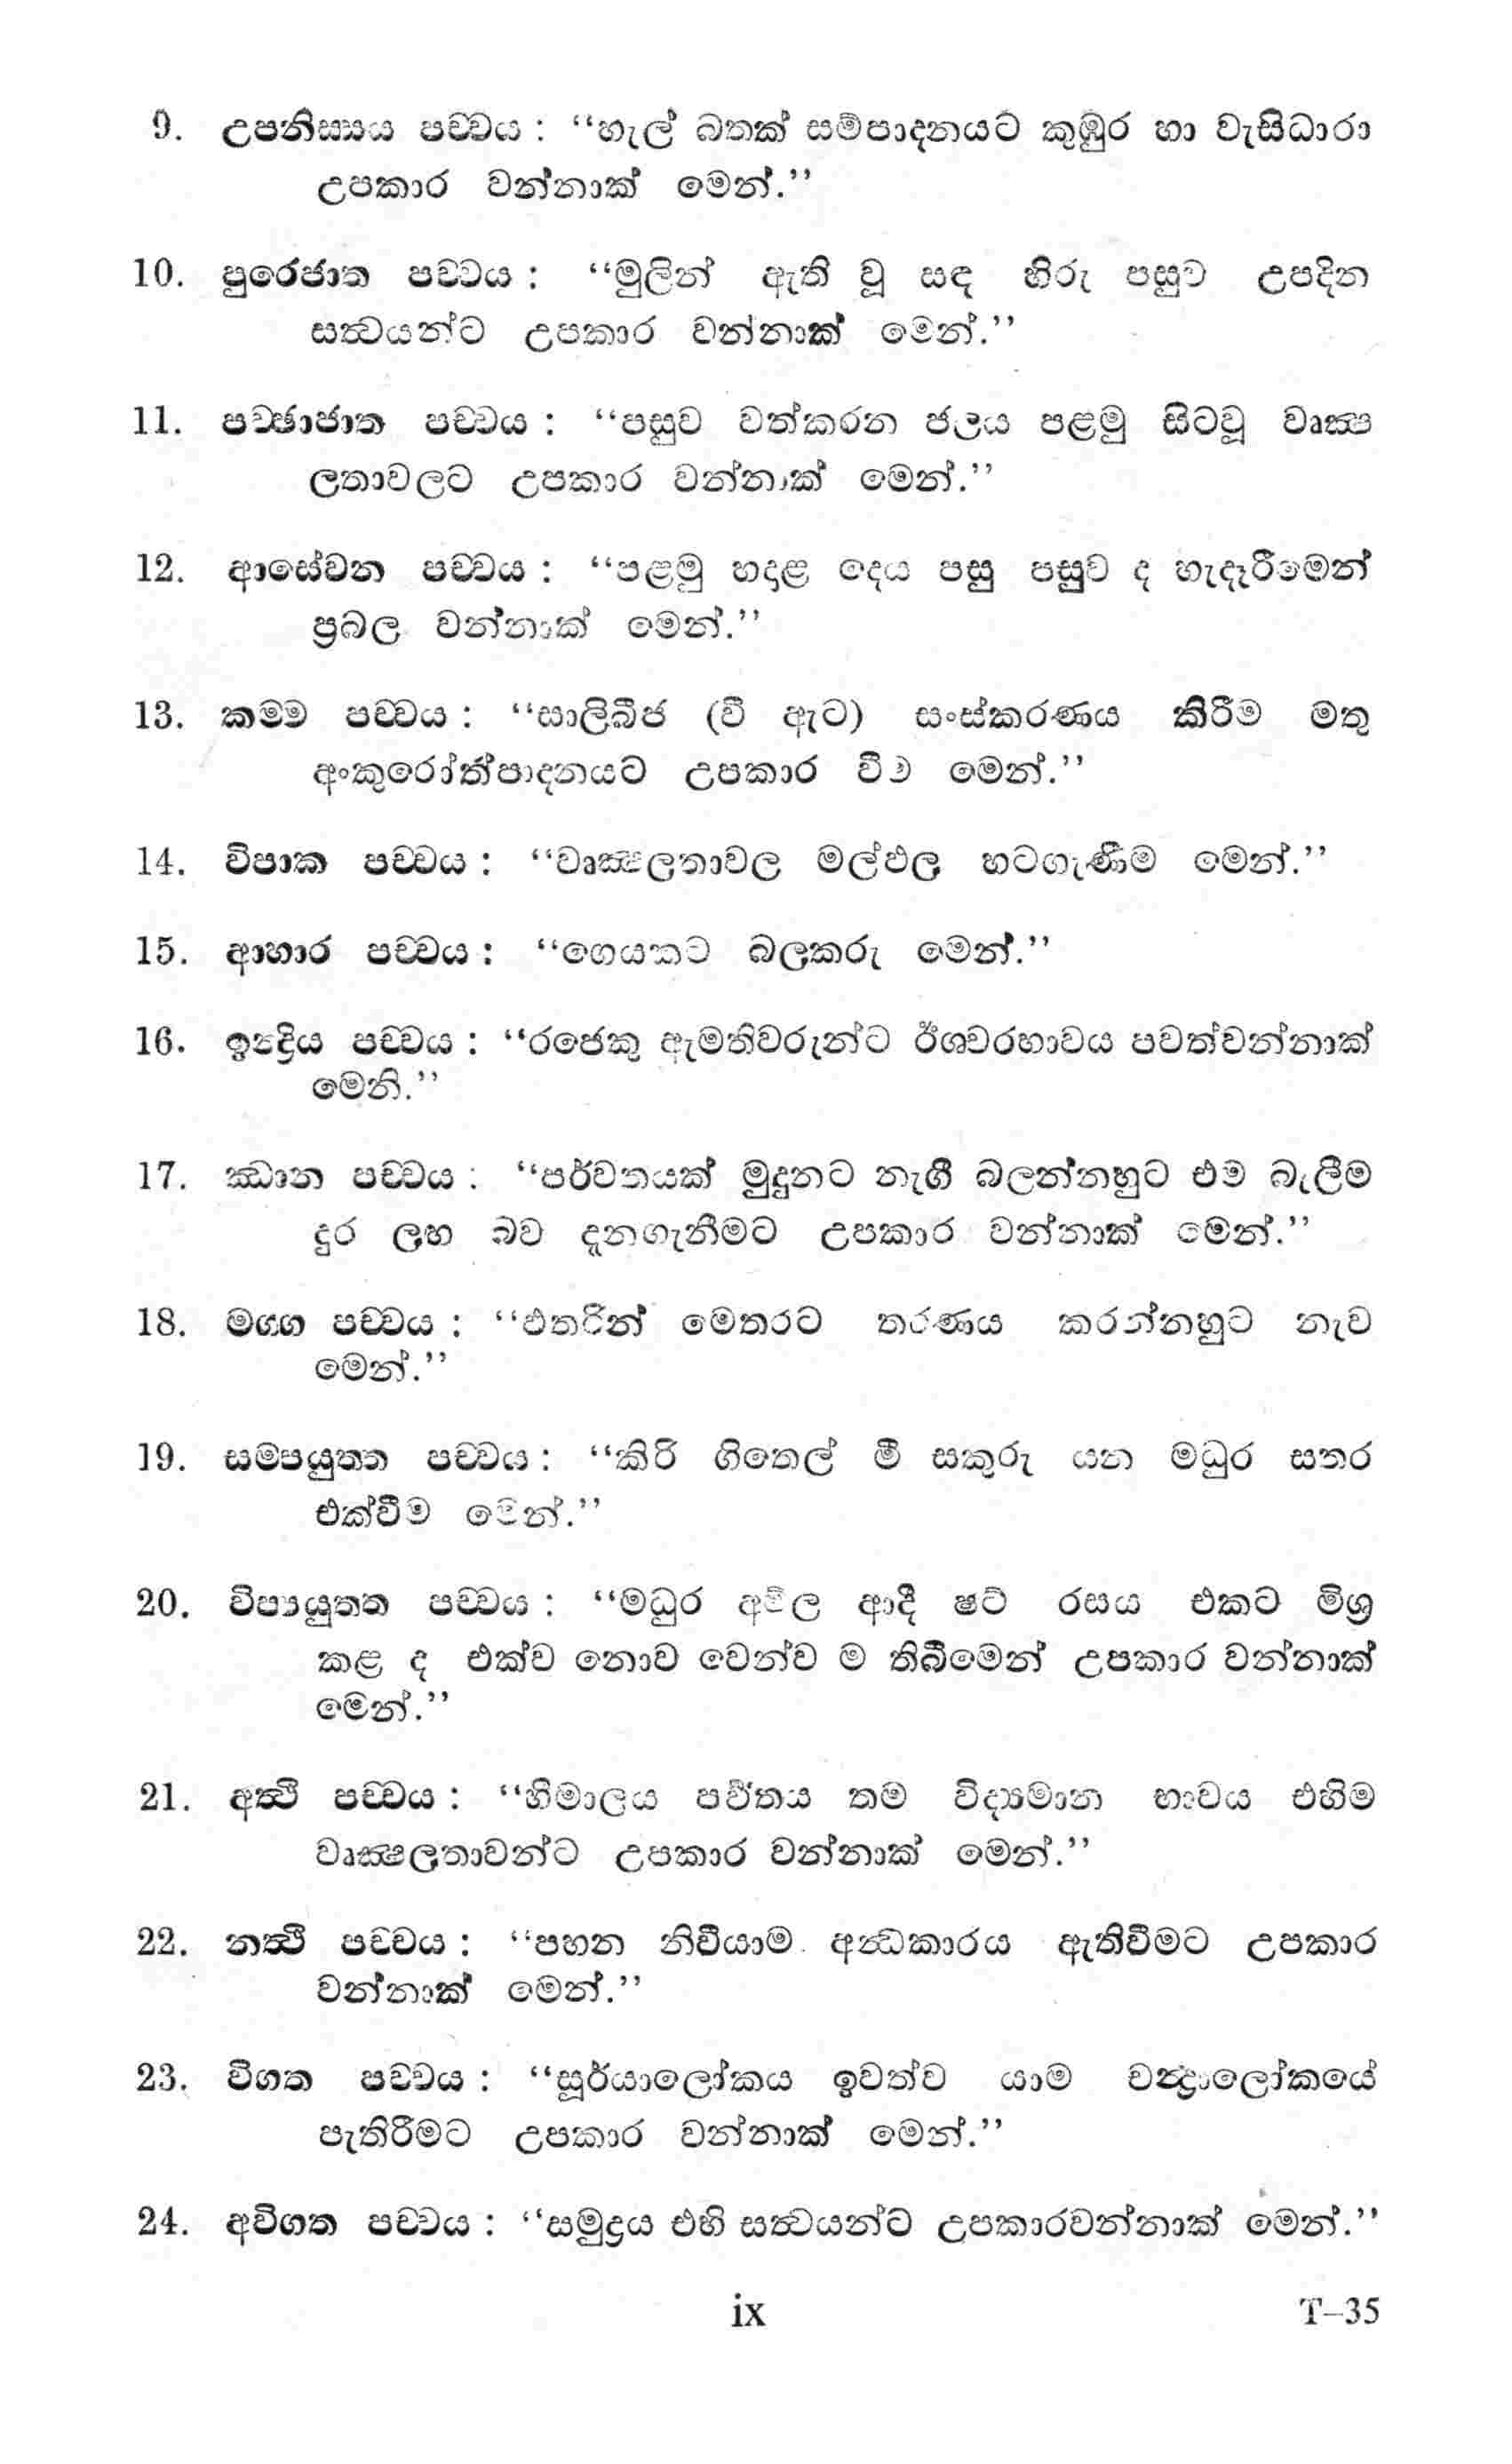 9. උපනිස්සය පච්චය : “හැල් බතක් සම්පාදනයට කුඹුර හා වැසිධාරා
උපකාර වන්නාක් මෙන්.”
10. පුරෙජාත පච්චය : “මුලින් ඇති වූ සඳ හිරු පසුව උපදින
සත්‍වයන්ට උපකාර වන්නාක් මෙන්.”
11. පච්ඡාජාත පච්චය : “පසුව වත්කරන ජලය පළමු සිටවූ වෘක්‍ෂ
ලතාවලට උපකාර වන්නාක් මෙන්.”
12. ආසේවන පච්චය : “පළමු හදාළ දෙය පසු පසුව ද හැදෑරීමෙන්
ප්‍රබල වන්නාක් මෙන්.”
13. කම්ම පච්චය : “සාලිබීජ (වී ඇට) සංස්කරණය කිරීම මතු
අංකුරෝත්පාදනයට උපකාර වීව මෙන්.”
14. විපාක පච්චය : “වෘක්‍ෂලතාවල මල්ඵල හටගැණීම මෙන්.”
15. ආහාර පච්චය : “ගෙයකට බලකරු මෙන්.”
16. ඉන්‍ද්‍රිය පච්චය : “රජෙකු ඇමතිවරුන්ට ඊශ්වරභාවය පවත්වන්නාක්
මෙනි.”
17. ඣාන පච්චය : “පර්වතයක් මුදුනට නැගී බලන්නහුට එම බැලීම
දුර ලඟ බව දැනගැනීමට උපකාර වන්නාක් මෙන්.”
18. මග්ග පච්චය : “එතරින් මෙතරට තරණය කරන්නහුට නැව
මෙන්.”
19. සම්පයුත්ත පච්චය : “කිරි ගිතෙල් මී සකුරු යන මධුර සතර
එක්වීම මෙන්.”
20. විප්පයුත්ත පච්චය : “මධුර අම්ල ආදී ෂට් රසය එකට මිශ්‍ර
කළ ද එක්ව නොව වෙන්ව ම තිබීමෙන් උපකාර වන්නාක්
මෙන්.”
21. අත්‍ථි පච්චය : “හිමාලය පර්‍වතය තම විද්‍යමාන භාවය එහිම
වෘක්‍ෂලතාවන්ට උපකාර වන්නාක් මෙන්.”
22. නත්‍ථි පච්චය : “පහන නිවීයාම අන්‍ධකාරය ඇතිවීමට උපකාර
වන්නාක් මෙන්.”
23. විගත පච්චය : “සූර්යාලෝකය ඉවත්ව යාම චන්‍ද්‍රාලෝකයේ
පැතිරීමට උපකාර වන්නාක් මෙන්.”
24. අවිගත පච්චය : “සමුද්‍රය එහි සත්‍වයන්ට උපකාරවන්නාක් මෙන්.”
ix
T–35